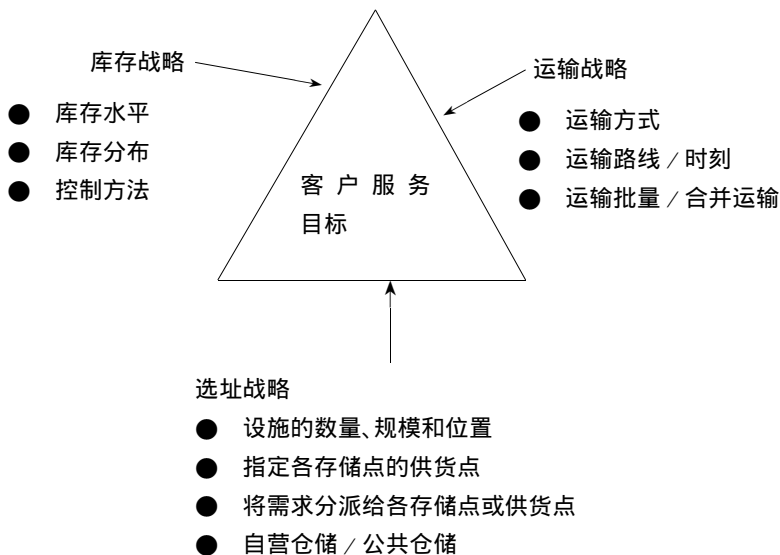 库存战略
● 库存水平
● 库存分布
● 控制方法
运输战略
● 运输方式
● 运输路线／时刻
● 运输批量／合并运输
客户服务
目标
选址战略
● 设施的数量、规模和位置
● 指定各存储点的供货点
● 将需求分派给各存储点或供货点
● 自营仓储／公共仓储